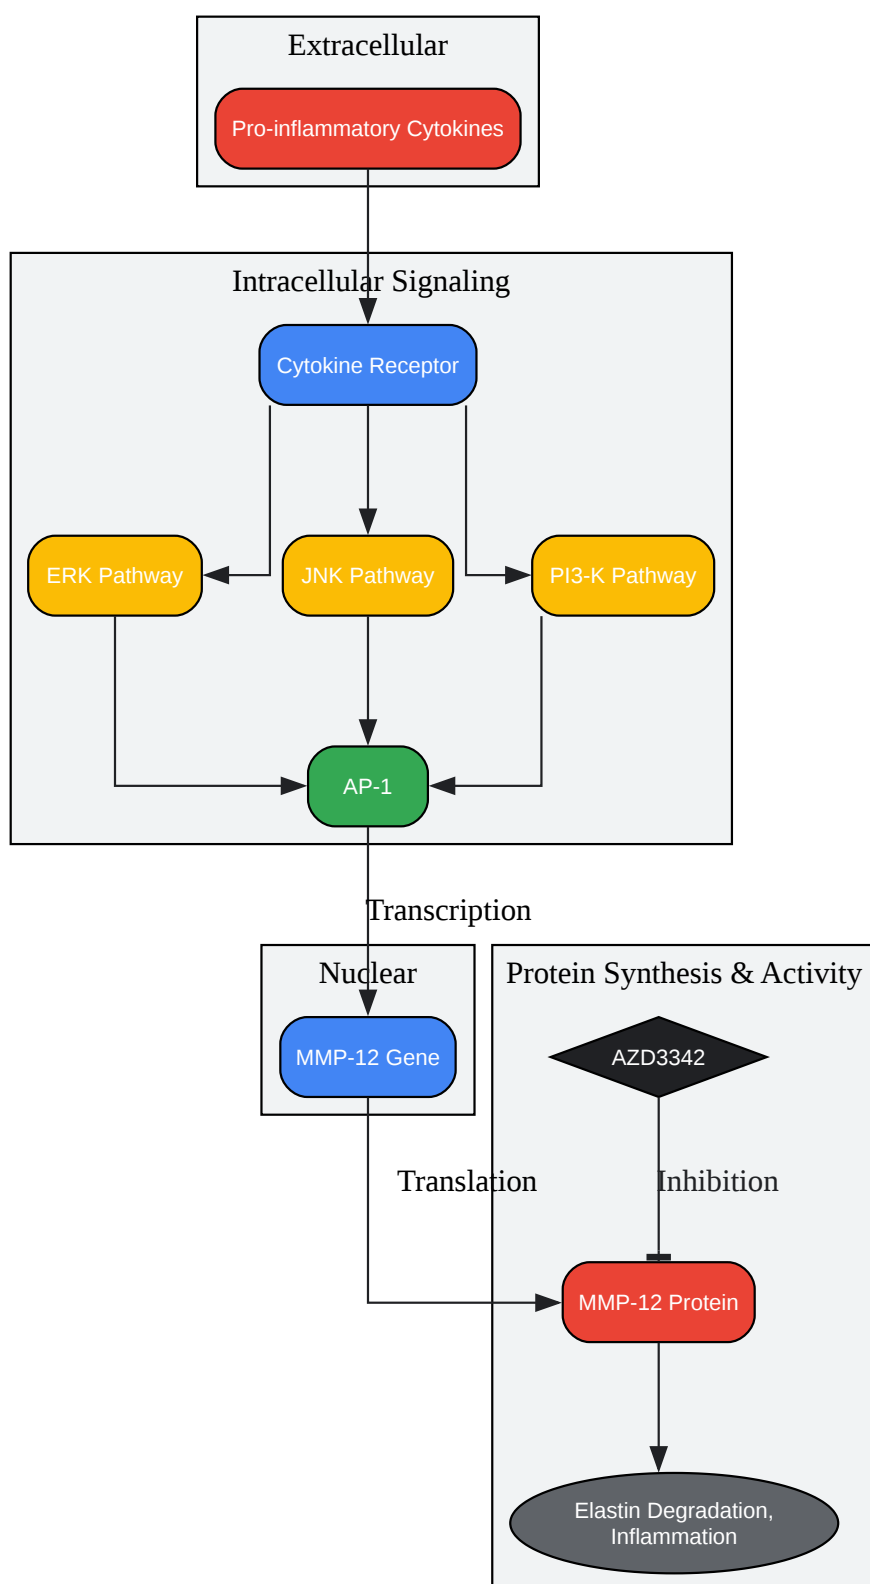 Extracellular
Pro-inflammatory Cytokines
Intracellular Signaling
Cytokine Receptor
ERK Pathway
JNK Pathway
PI3-K Pathway
AP-1
Transcription
Nuclear
Protein Synthesis & Activity
MMP-12 Gene
AZD3342
Translation
Inhibition
MMP-12 Protein
Elastin Degradation,
Inflammation